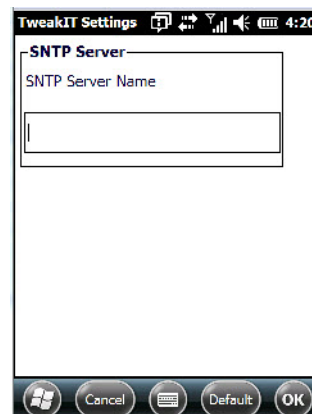 TweakIT Settings 4:20
SNTP Server
SNTP Server Name
Cancel Default OK